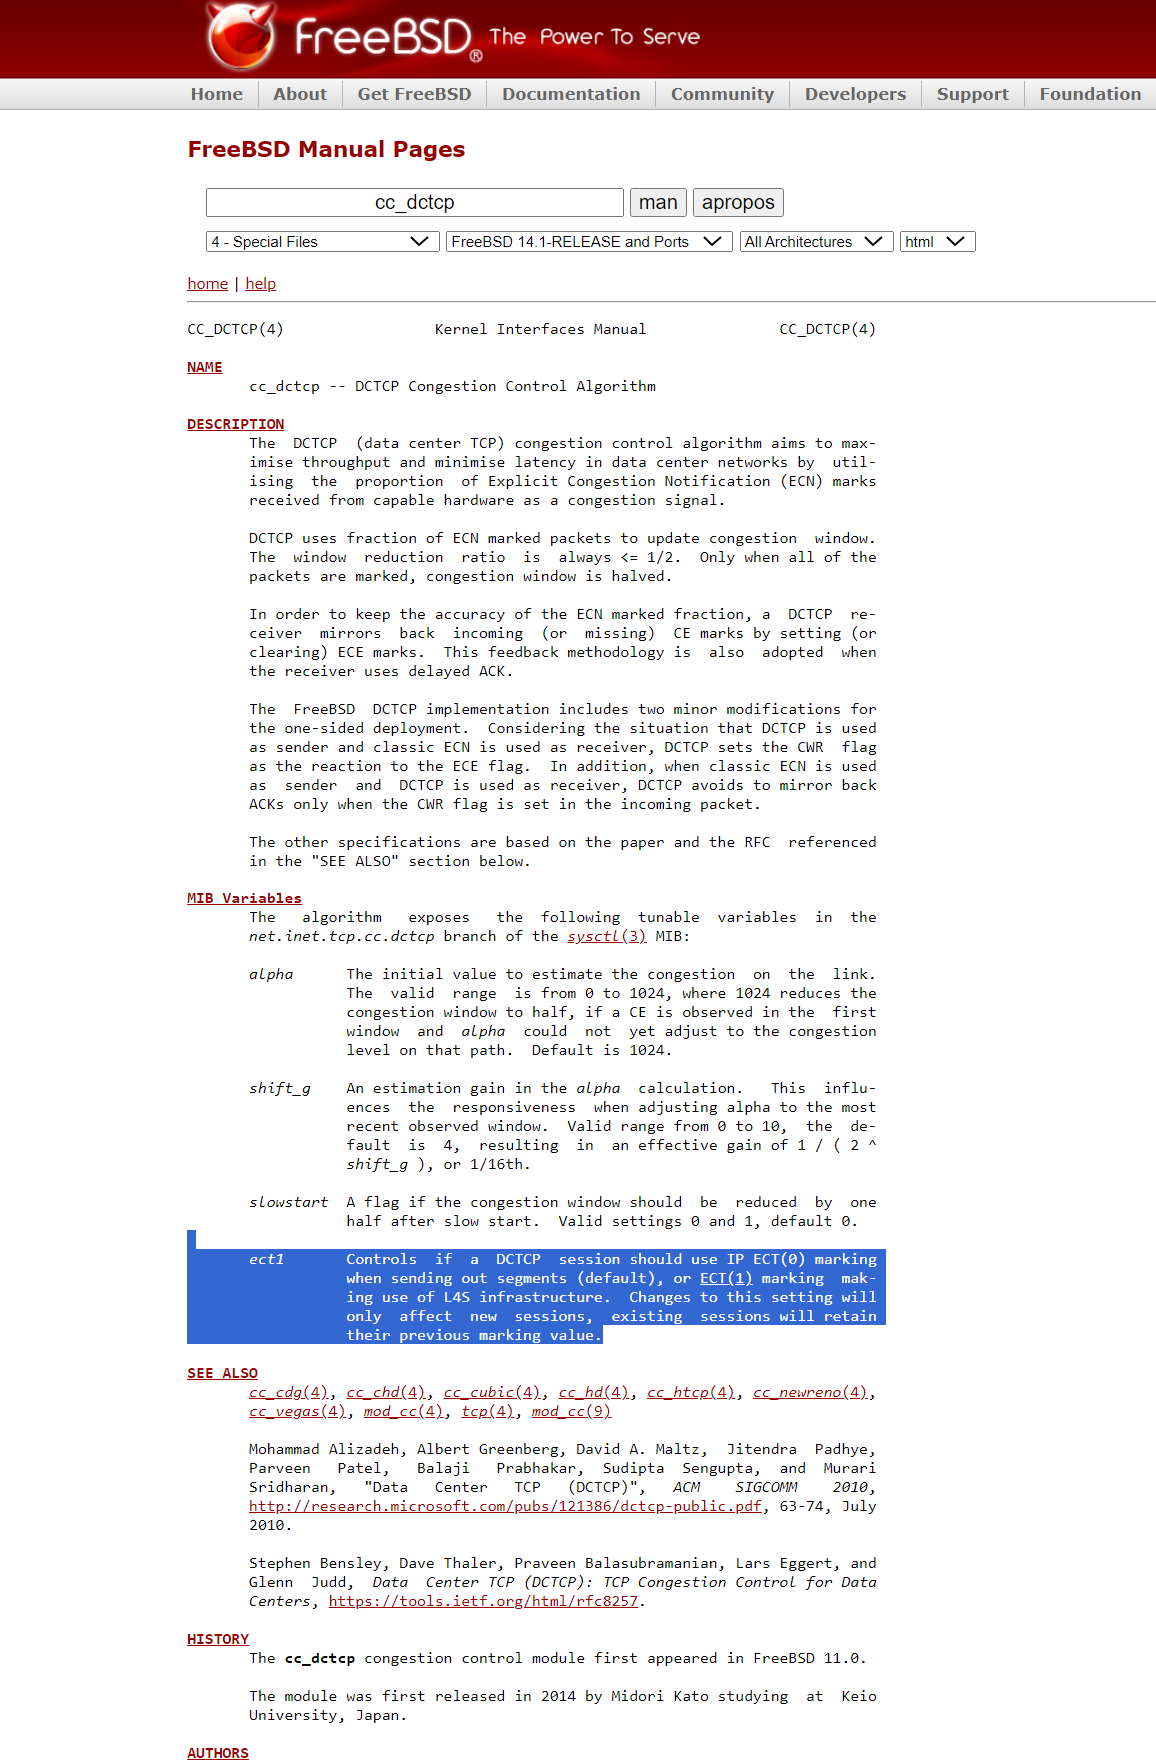 FreeBSD® The Power To Serve
Home About Get FreeBSD Documentation Community Developers Support Foundation
FreeBSD Manual Pages
cc_dctcp man apropos
4 - Special Files FreeBSD 14.1-RELEASE and Ports All Architectures html
home | help
CC_DCTCP(4) Kernel Interfaces Manual CC_DCTCP(4)
NAME
cc_dctcp -- DCTCP Congestion Control Algorithm
DESCRIPTION
The DCTCP (data center TCP) congestion control algorithm aims to max-
imise throughput and minimise latency in data center networks by util-
ising the proportion of Explicit Congestion Notification (ECN) marks
received from capable hardware as a congestion signal.
DCTCP uses fraction of ECN marked packets to update congestion window.
The window reduction ratio is always <= 1/2. Only when all of the
packets are marked, congestion window is halved.
In order to keep the accuracy of the ECN marked fraction, a DCTCP re-
ceiver mirrors back incoming (or missing) CE marks by setting (or
clearing) ECE marks. This feedback methodology is also adopted when
the receiver uses delayed ACK.
The FreeBSD DCTCP implementation includes two minor modifications for
the one-sided deployment. Considering the situation that DCTCP is used
as sender and classic ECN is used as receiver, DCTCP sets the CWR flag
as the reaction to the ECE flag. In addition, when classic ECN is used
as sender and DCTCP is used as receiver, DCTCP avoids to mirror back
ACKs only when the CWR flag is set in the incoming packet.
The other specifications are based on the paper and the RFC referenced
in the "SEE ALSO" section below.
MIB Variables
The algorithm exposes the following tunable variables in the
net.inet.tcp.cc.dctcp branch of the sysctl(3) MIB:
alpha The initial value to estimate the congestion on the link.
The valid range is from 0 to 1024, where 1024 reduces the
congestion window to half, if a CE is observed in the first
window and alpha could not yet adjust to the congestion
level on that path. Default is 1024.
shift_g An estimation gain in the alpha calculation. This influ-
ences the responsiveness when adjusting alpha to the most
recent observed window. Valid range from 0 to 10, the de-
fault is 4, resulting in an effective gain of 1 / ( 2 ^
shift_g ), or 1/16th.
slowstart A flag if the congestion window should be reduced by one
half after slow start. Valid settings 0 and 1, default 0.
ect1 Controls if a DCTCP session should use IP ECT(0) marking
when sending out segments (default), or ECT(1) marking mak-
ing use of L4S infrastructure. Changes to this setting will
only affect new sessions, existing sessions will retain
their previous marking value.
SEE ALSO
cc_cdg(4), cc_chd(4), cc_cubic(4), cc_hd(4), cc_htcp(4), cc_newreno(4),
cc_vegas(4), mod_cc(4), tcp(4), mod_cc(9)
Mohammad Alizadeh, Albert Greenberg, David A. Maltz, Jitendra Padhye,
Parveen Patel, Balaji Prabhakar, Sudipta Sengupta, and Murari
Sridharan, "Data Center TCP (DCTCP)", ACM SIGCOMM 2010,
http://research.microsoft.com/pubs/121386/dctcp-public.pdf, 63-74, July
2010.
Stephen Bensley, Dave Thaler, Praveen Balasubramanian, Lars Eggert, and
Glenn Judd, Data Center TCP (DCTCP): TCP Congestion Control for Data
Centers, https://tools.ietf.org/html/rfc8257.
HISTORY
The cc_dctcp congestion control module first appeared in FreeBSD 11.0.
The module was first released in 2014 by Midori Kato studying at Keio
University, Japan.
AUTHORS